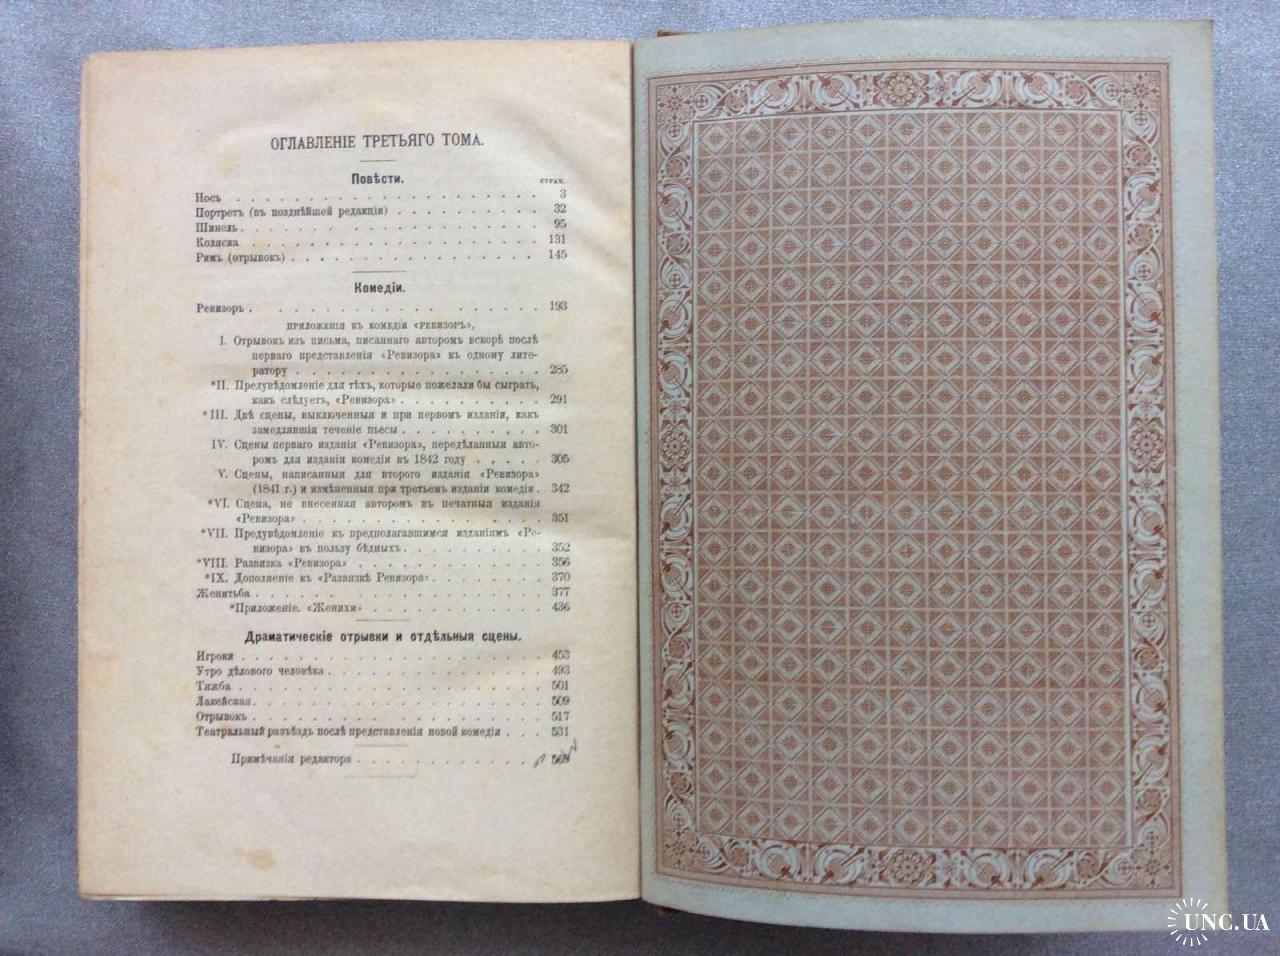 ОГЛАВЛЕНІЕ ТРЕТЬЯГО ТОМА.
Повѣсти.
СТРАН.
Носъ . . . . . . . . . . . . . . . . . . . . 3
Портретъ (въ позднѣйшей редакціи) . . . . . . . . . . 32
Шинель . . . . . . . . . . . . . . . . . . . 95
Коляска . . . . . . . . . . . . . . . . . . . 131
Римъ (отрывокъ) . . . . . . . . . . . . . . . . 145
Комедіи.
Ревизоръ . . . . . . . . . . . . . . . . . . 193
ПРИЛОЖЕНІЯ КЪ КОМЕДІИ «РЕВИЗОРЪ»,
I. Отрывокъ изъ письма, писаннаго авторомъ вскорѣ послѣ
перваго представленія «Ревизора» къ одному лите-
ратору . . . . . . . . . . . . . . . 285
*II. Предувѣдомленіе для тѣхъ, которые пожелали бы сыграть,
какъ слѣдуетъ, «Ревизора» . . . . . . . . . . 291
*III. Двѣ сцены, выключенныя и при первомъ изданіи, какъ
замедлявшія теченіе пьесы . . . . . . . . . . 301
IV. Сцены перваго изданія «Ревизора», передѣланныя авто-
ромъ для изданія комедіи въ 1842 году . . . . . 305
V. Сцены, написанныя для второго изданія «Ревизора»
(1841 г.) и измѣненныя при третьемъ изданіи комедіи . 342
*VI. Сцена, не внесенная авторомъ въ печатныя изданія
«Ревизора» . . . . . . . . . . . . . . 351
*VII. Предувѣдомленіе къ предполагавшимся изданіямъ «Ре-
визора» въ пользу бѣдныхъ . . . . . . . . . . 352
*VIII. Развязка «Ревизора» . . . . . . . . . . . . . 356
*IX. Дополненіе къ «Развязкѣ Ревизора» . . . . . . . . 370
Женитьба . . . . . . . . . . . . . . . . . . 377
*Приложеніе. «Женихи» . . . . . . . . . . . . 436
Драматическіе отрывки и отдѣльныя сцены.
Игроки . . . . . . . . . . . . . . . . . . . 453
Утро дѣлового человѣка . . . . . . . . . . . . . . 493
Тяжба . . . . . . . . . . . . . . . . . . . 501
Лакейская . . . . . . . . . . . . . . . . . . 509
Отрывокъ . . . . . . . . . . . . . . . . . . 517
Театральный разъѣздъ послѣ представленія новой комедіи . . . 531
Примѣчанія редактора . . . . . . . . . . . . . 569
UNC.UA